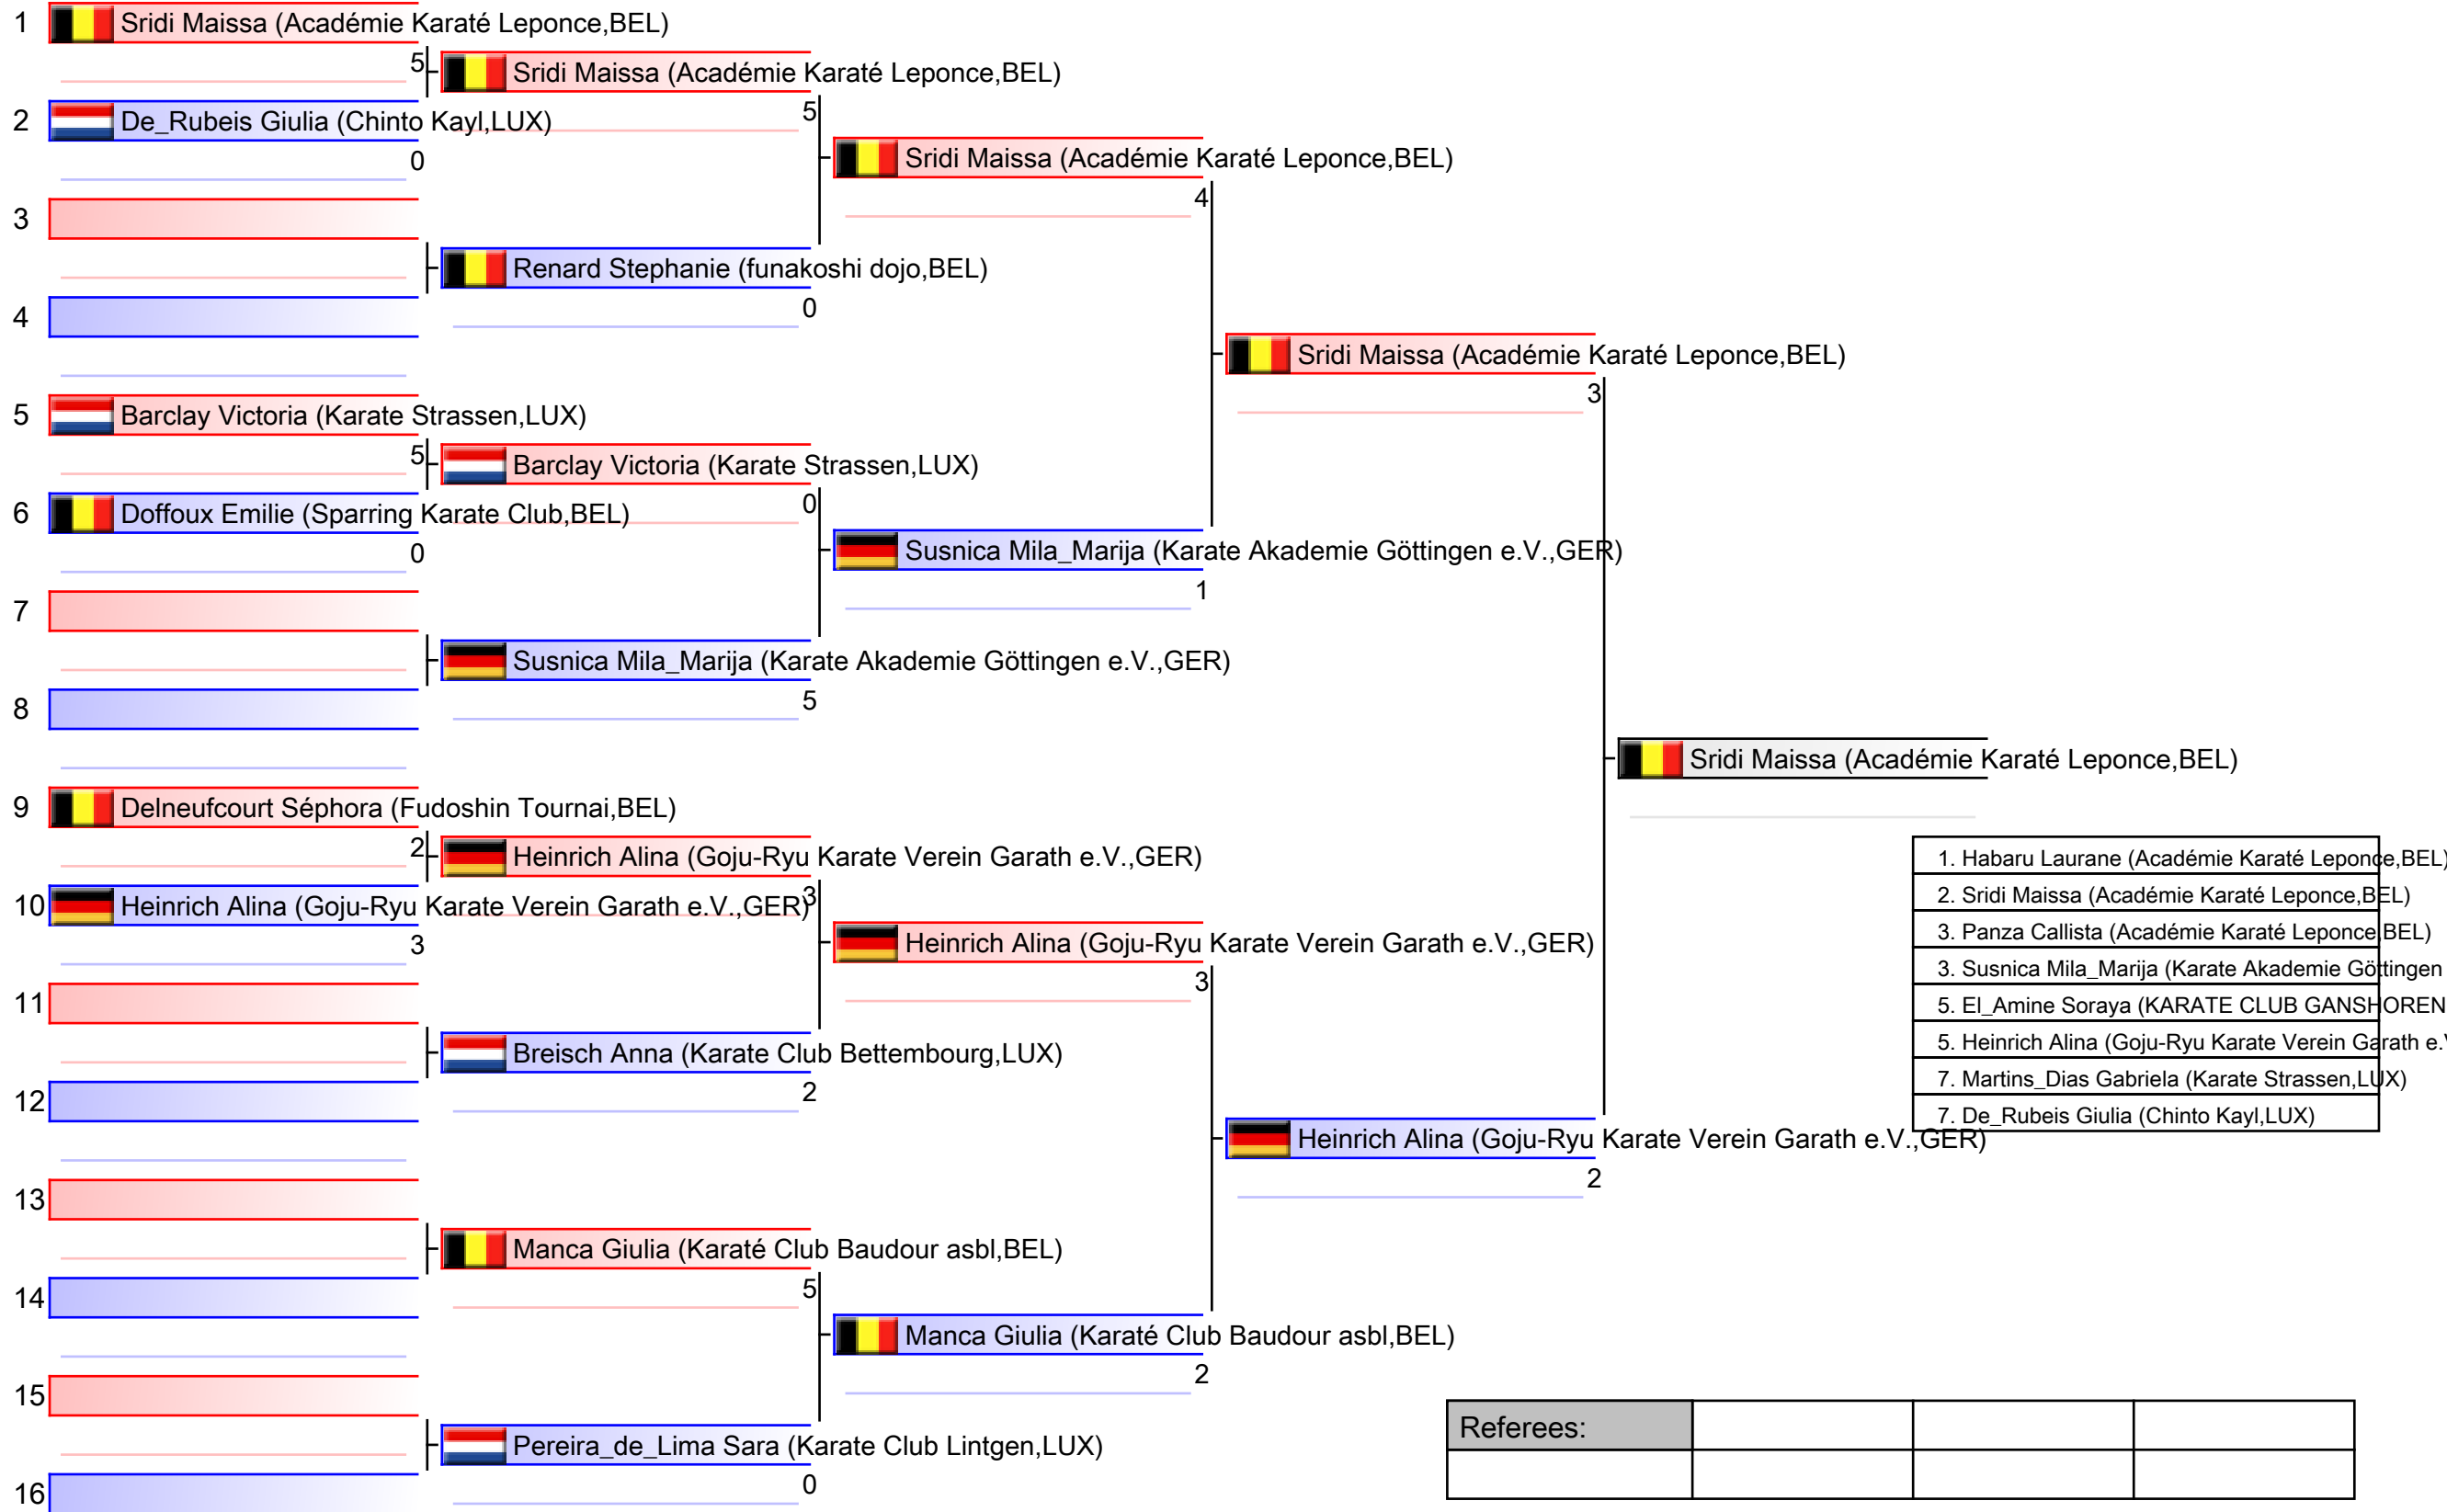 1 Sridi Maissa (Académie Karaté Leponce,BEL)
5 Sridi Maissa (Académie Karaté Leponce,BEL)
2 De_Rubeis Giulia (Chinto Kayl,LUX)
5
0 Sridi Maissa (Académie Karaté Leponce,BEL)
4
3
Renard Stephanie (funakoshi dojo,BEL)
0
4
Sridi Maissa (Académie Karaté Leponce,BEL)
3
5 Barclay Victoria (Karate Strassen,LUX)
5 Barclay Victoria (Karate Strassen,LUX)
0
6 Doffoux Emilie (Sparring Karate Club,BEL)
0 Susnica Mila_Marija (Karate Akademie Göttingen e.V.,GER)
1
7
Susnica Mila_Marija (Karate Akademie Göttingen e.V.,GER)
5
8
Sridi Maissa (Académie Karaté Leponce,BEL)
9 Delneufcourt Séphora (Fudoshin Tournai,BEL)
2 Heinrich Alina (Goju-Ryu Karate Verein Garath e.V.,GER)
3
10 Heinrich Alina (Goju-Ryu Karate Verein Garath e.V.,GER)
3 Heinrich Alina (Goju-Ryu Karate Verein Garath e.V.,GER)
3
11
Breisch Anna (Karate Club Bettembourg,LUX)
2
12
Heinrich Alina (Goju-Ryu Karate Verein Garath e.V.,GER)
2
13
Manca Giulia (Karaté Club Baudour asbl,BEL)
5
14
Manca Giulia (Karaté Club Baudour asbl,BEL)
2
15
Pereira_de_Lima Sara (Karate Club Lintgen,LUX)
0
16
1. Habaru Laurane (Académie Karaté Leponce,BEL)
2. Sridi Maissa (Académie Karaté Leponce,BEL)
3. Panza Callista (Académie Karaté Leponce,BEL)
3. Susnica Mila_Marija (Karate Akademie Göttingen
5. El_Amine Soraya (KARATE CLUB GANSHOREN
5. Heinrich Alina (Goju-Ryu Karate Verein Garath e.V
7. Martins_Dias Gabriela (Karate Strassen,LUX)
7. De_Rubeis Giulia (Chinto Kayl,LUX)
Referees: